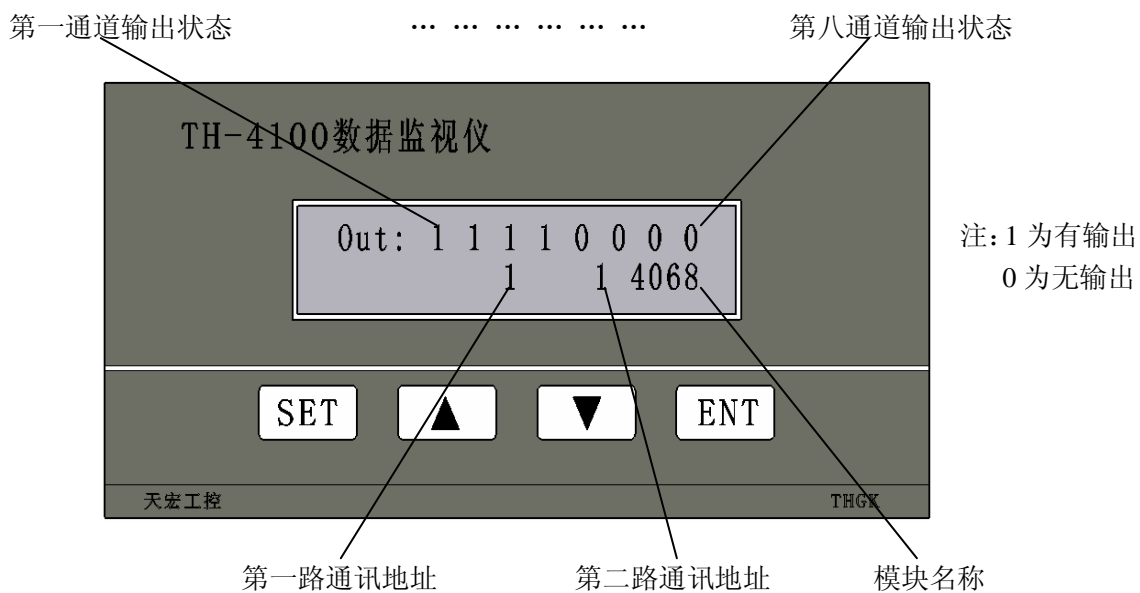 第一通道输出状态 … … … … … … 第八通道输出状态
TH-4100数据监视仪
Out: 1 1 1 1 0 0 0 0
1 1 4068
注: 1 为有输出
0 为无输出
SET ▲ ▼ ENT
天宏工控 THGK
第一路通讯地址 第二路通讯地址 模块名称